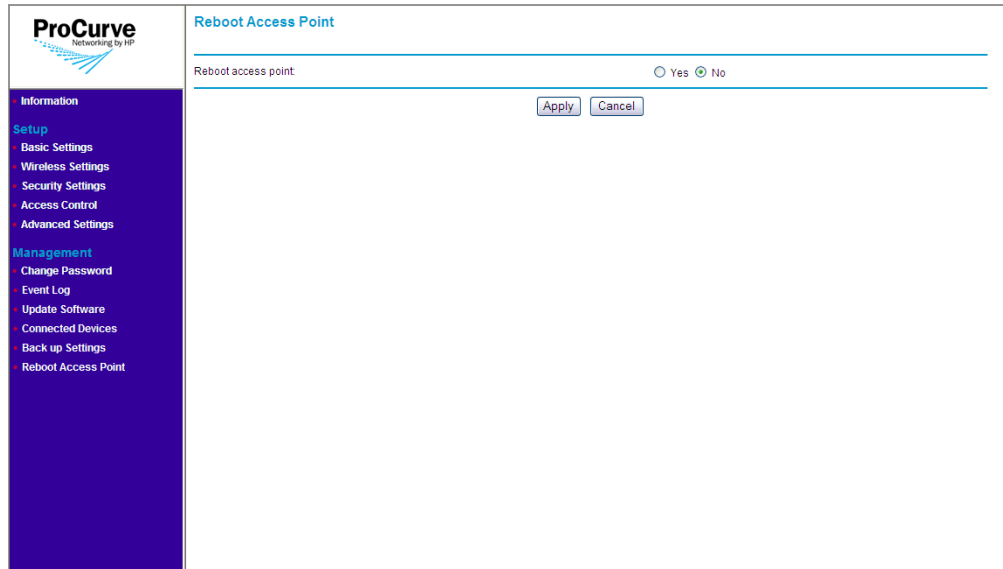 ProCurve
Networking by HP
Information
Setup
Basic Settings
Wireless Settings
Security Settings
Access Control
Advanced Settings
Management
Change Password
Event Log
Update Software
Connected Devices
Back up Settings
Reboot Access Point
Reboot Access Point
Reboot access point:
Yes No
Apply Cancel